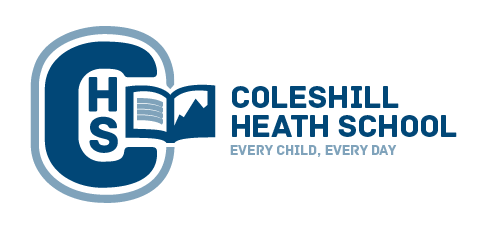 C
H
S
COLESHILL
HEATH SCHOOL
EVERY CHILD, EVERY DAY